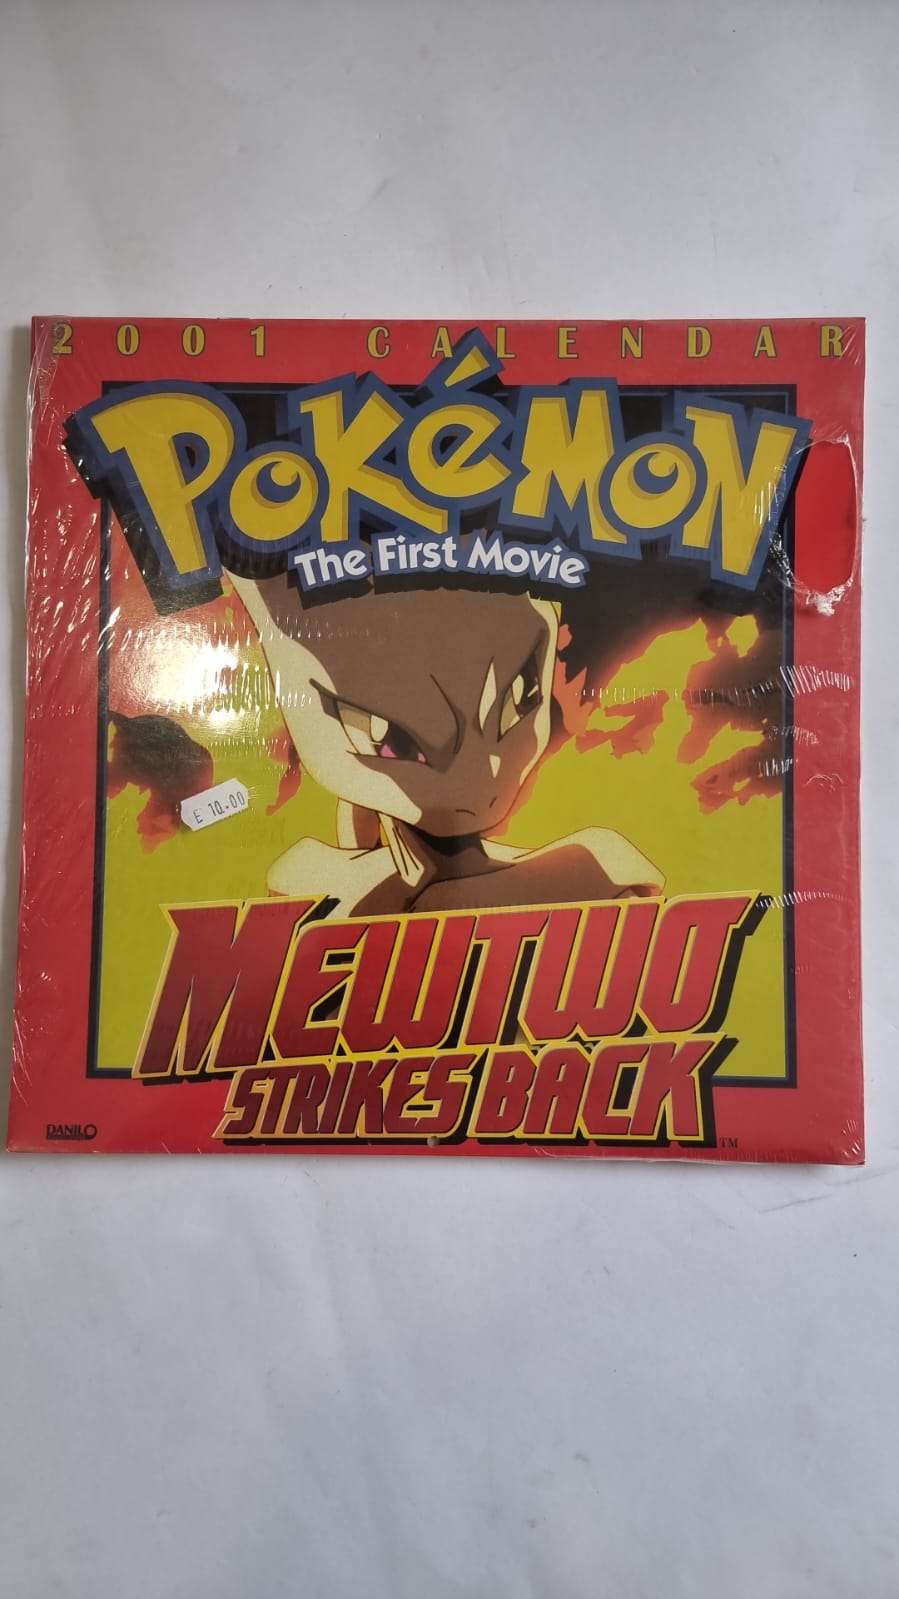 2001 CALENDAR
POKéMON
The First Movie
£ 10.00
MEWTWO
STRIKES BACK
TM
DANILO